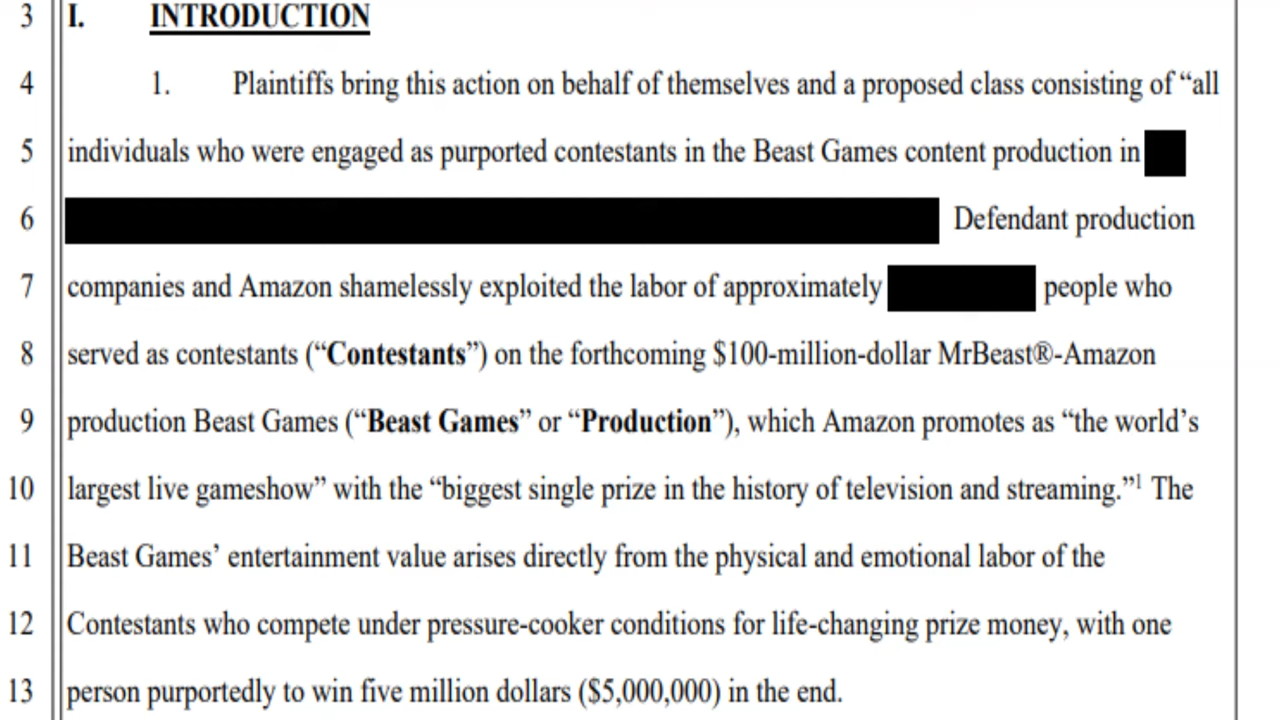 3 I. INTRODUCTION
4 1. Plaintiffs bring this action on behalf of themselves and a proposed class consisting of “all
5 individuals who were engaged as purported contestants in the Beast Games content production in
6 Defendant production
7 companies and Amazon shamelessly exploited the labor of approximately people who
8 served as contestants (“Contestants”) on the forthcoming $100-million-dollar MrBeast®-Amazon
9 production Beast Games (“Beast Games” or “Production”), which Amazon promotes as “the world’s
10 largest live gameshow” with the “biggest single prize in the history of television and streaming.”1 The
11 Beast Games’ entertainment value arises directly from the physical and emotional labor of the
12 Contestants who compete under pressure-cooker conditions for life-changing prize money, with one
13 person purportedly to win five million dollars ($5,000,000) in the end.